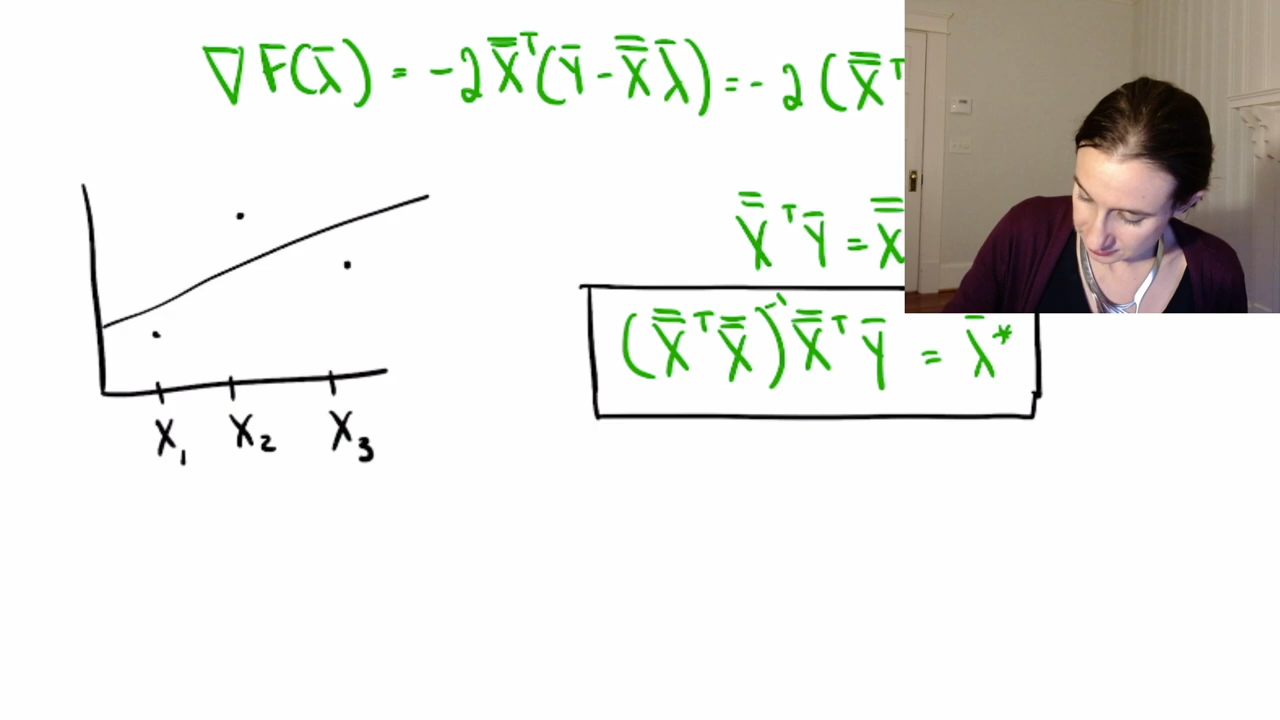 ∇F(λ̄) = -2X̿ᵀ(Ȳ - X̿λ̄) = -2(X̿ᵀ
X̿ᵀȲ = X̿
(X̿ᵀX̿)⁻¹X̿ᵀȲ = λ̄*
X₁ X₂ X₃